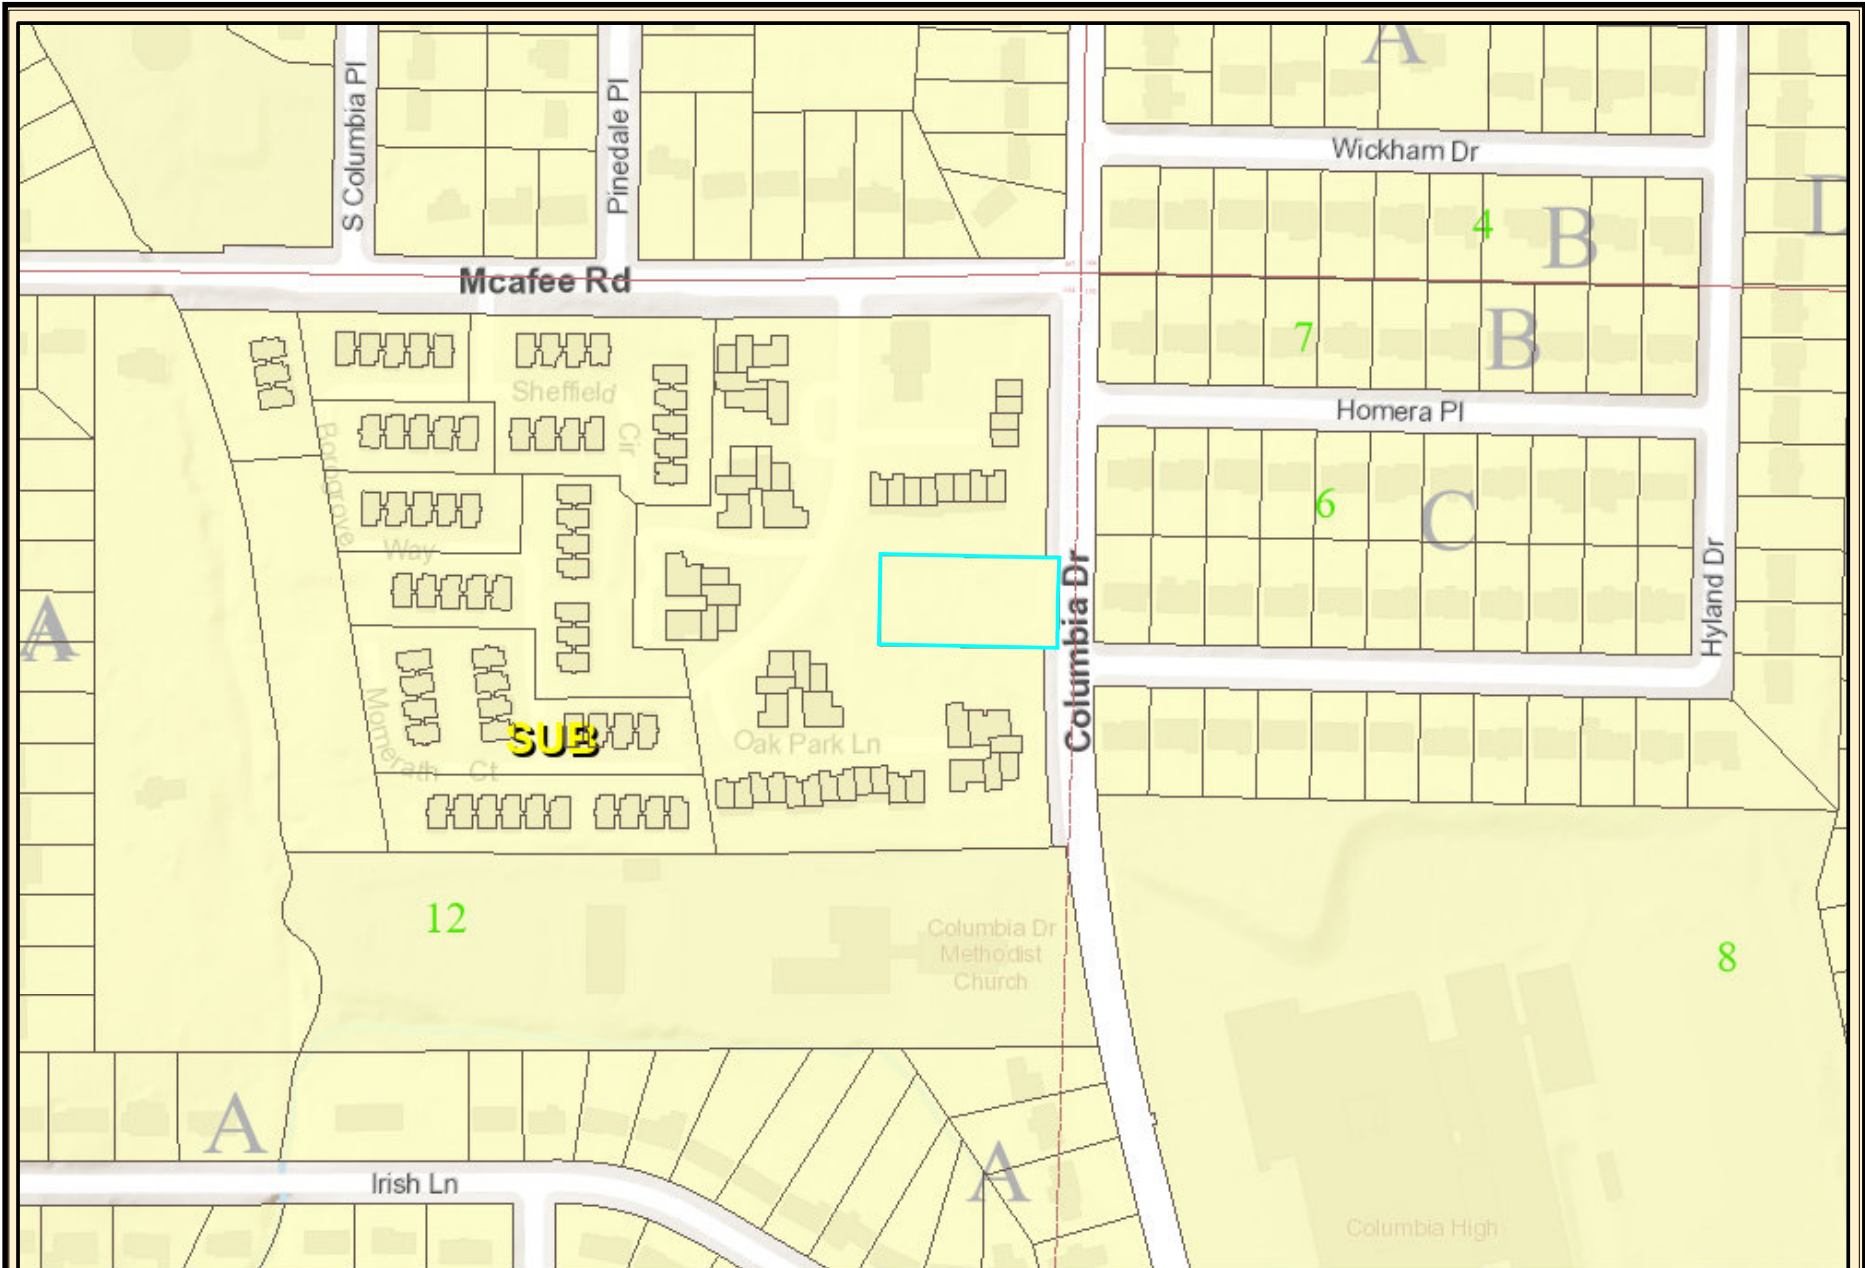 A
S Columbia Pl
Pinedale Pl
Wickham Dr
D
4
B
Mcafee Rd
7
B
Sheffield
Cir
Homera Pl
Borogrove
Way
6
C
Columbia Dr
Hyland Dr
A
Momerath Ct
SUB
Oak Park Ln
12
Columbia Dr
Methodist
Church
8
A
A
Irish Ln
Columbia High